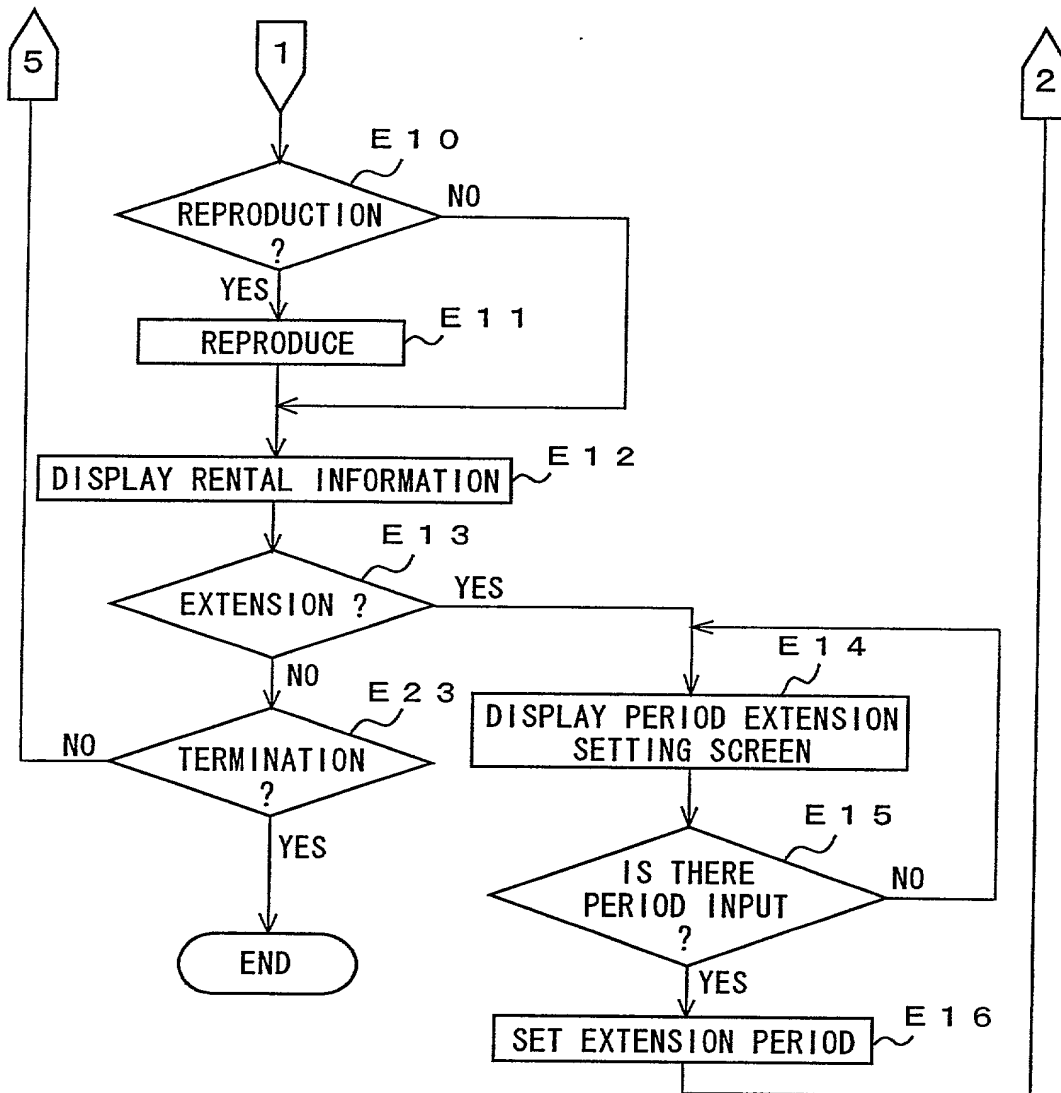 5
1
2
E10
REPRODUCTION
?
NO
YES
E11
REPRODUCE
E12
DISPLAY RENTAL INFORMATION
E13
EXTENSION ?
YES
NO
E14
DISPLAY PERIOD EXTENSION
SETTING SCREEN
E23
TERMINATION
?
NO
YES
END
E15
IS THERE
PERIOD INPUT
?
NO
YES
E16
SET EXTENSION PERIOD